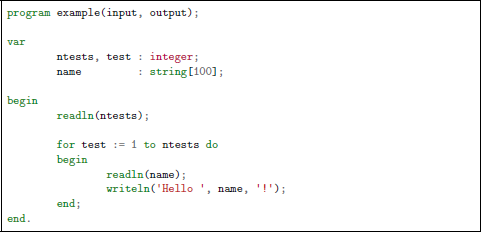 program example(input, output);
var
ntests, test : integer;
name : string[100];
begin
readln(ntests);
for test := 1 to ntests do
begin
readln(name);
writeln('Hello ', name, '!');
end;
end.